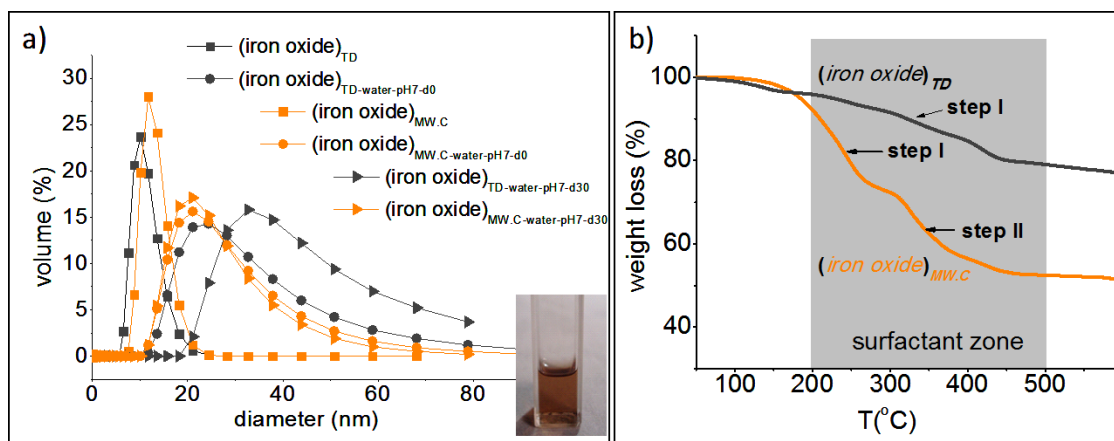 a)
(iron oxide)TD
(iron oxide)TD-water-pH7-d0
(iron oxide)MW.C
(iron oxide)MW.C-water-pH7-d0
(iron oxide)TD-water-pH7-d30
(iron oxide)MW.C-water-pH7-d30
volume (%)
30
25
20
15
10
5
0
0 20 40 60 80
diameter (nm)
b)
weight loss (%)
100
80
60
40
(iron oxide)TD
step I
step I
step II
(iron oxide)MW.C
surfactant zone
100 200 300 400 500
T(°C)